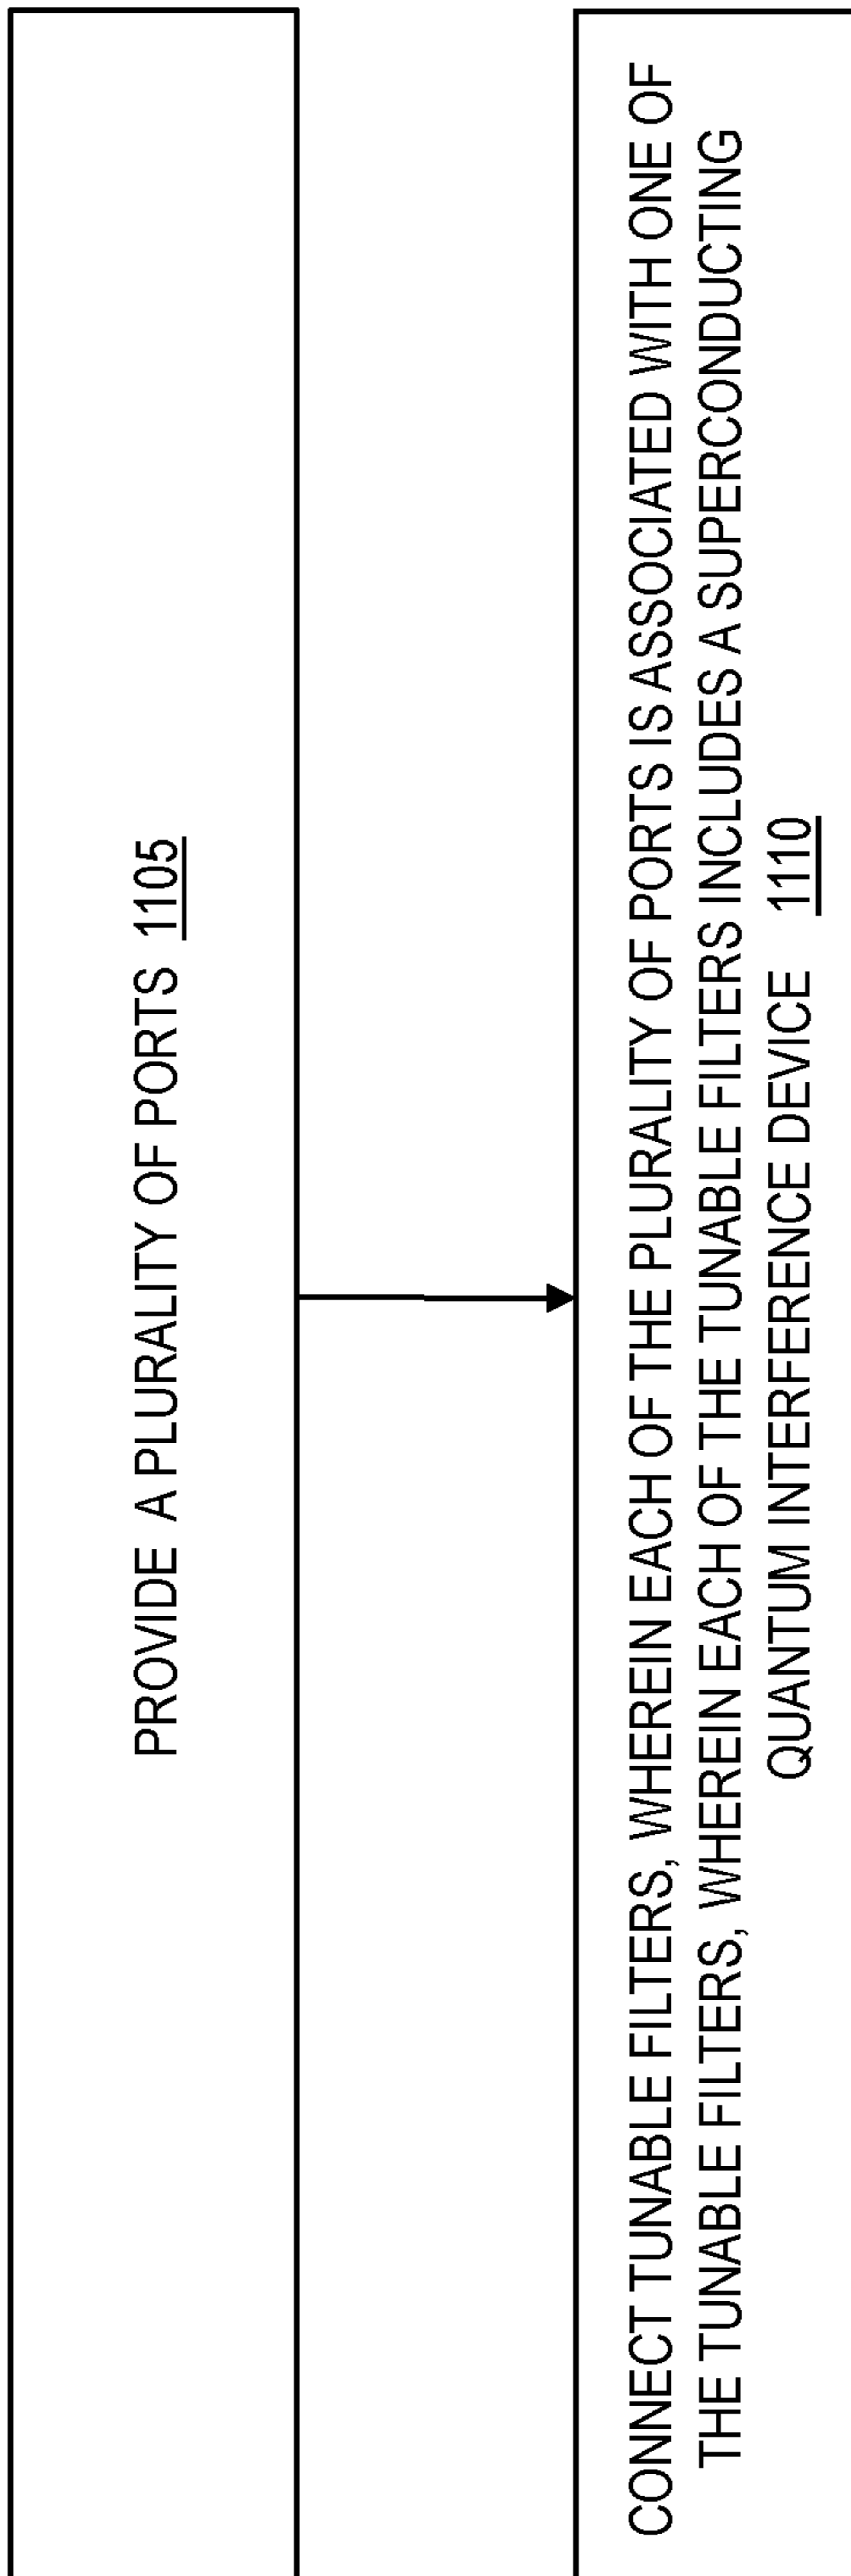 PROVIDE A PLURALITY OF PORTS 1105
CONNECT TUNABLE FILTERS, WHEREIN EACH OF THE PLURALITY OF PORTS IS ASSOCIATED WITH ONE OF
THE TUNABLE FILTERS, WHEREIN EACH OF THE TUNABLE FILTERS INCLUDES A SUPERCONDUCTING
QUANTUM INTERFERENCE DEVICE 1110